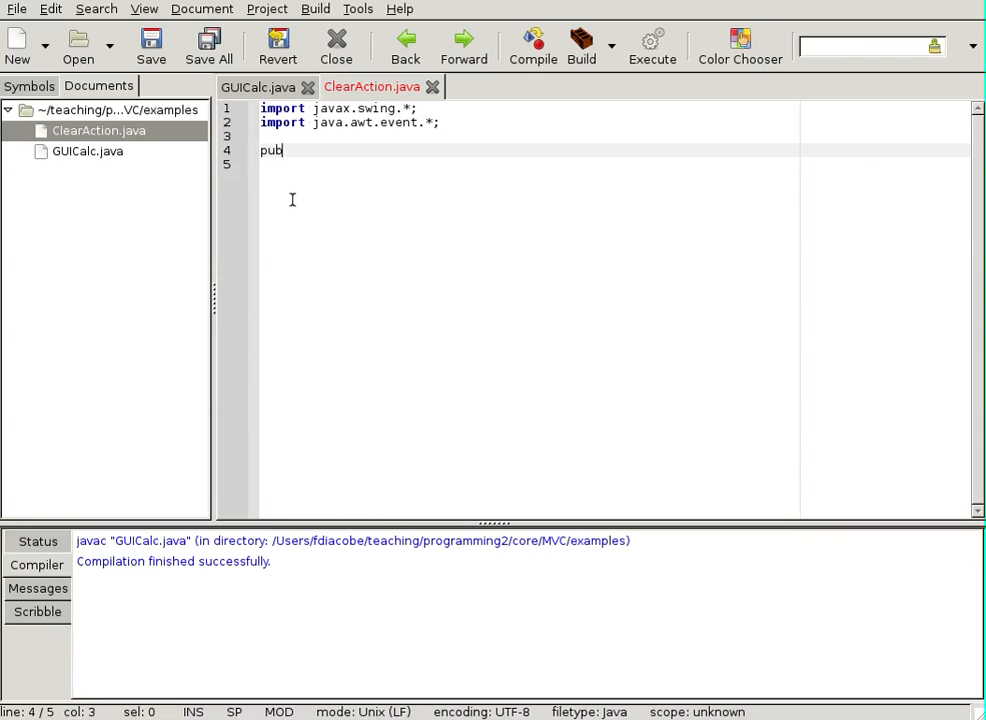 File Edit Search View Document Project Build Tools Help
New Open Save Save All Revert Close Back Forward Compile Build Execute Color Chooser
Symbols Documents GUICalc.java ClearAction.java
~/teaching/p...VC/examples
ClearAction.java
GUICalc.java
1 import javax.swing.*;
2 import java.awt.event.*;
3
4 pub
5
Status
Compiler
Messages
Scribble
javac "GUICalc.java" (in directory: /Users/fdiacobe/teaching/programming2/core/MVC/examples)
Compilation finished successfully.
line: 4 / 5 col: 3 sel: 0 INS SP MOD mode: Unix (LF) encoding: UTF-8 filetype: Java scope: unknown